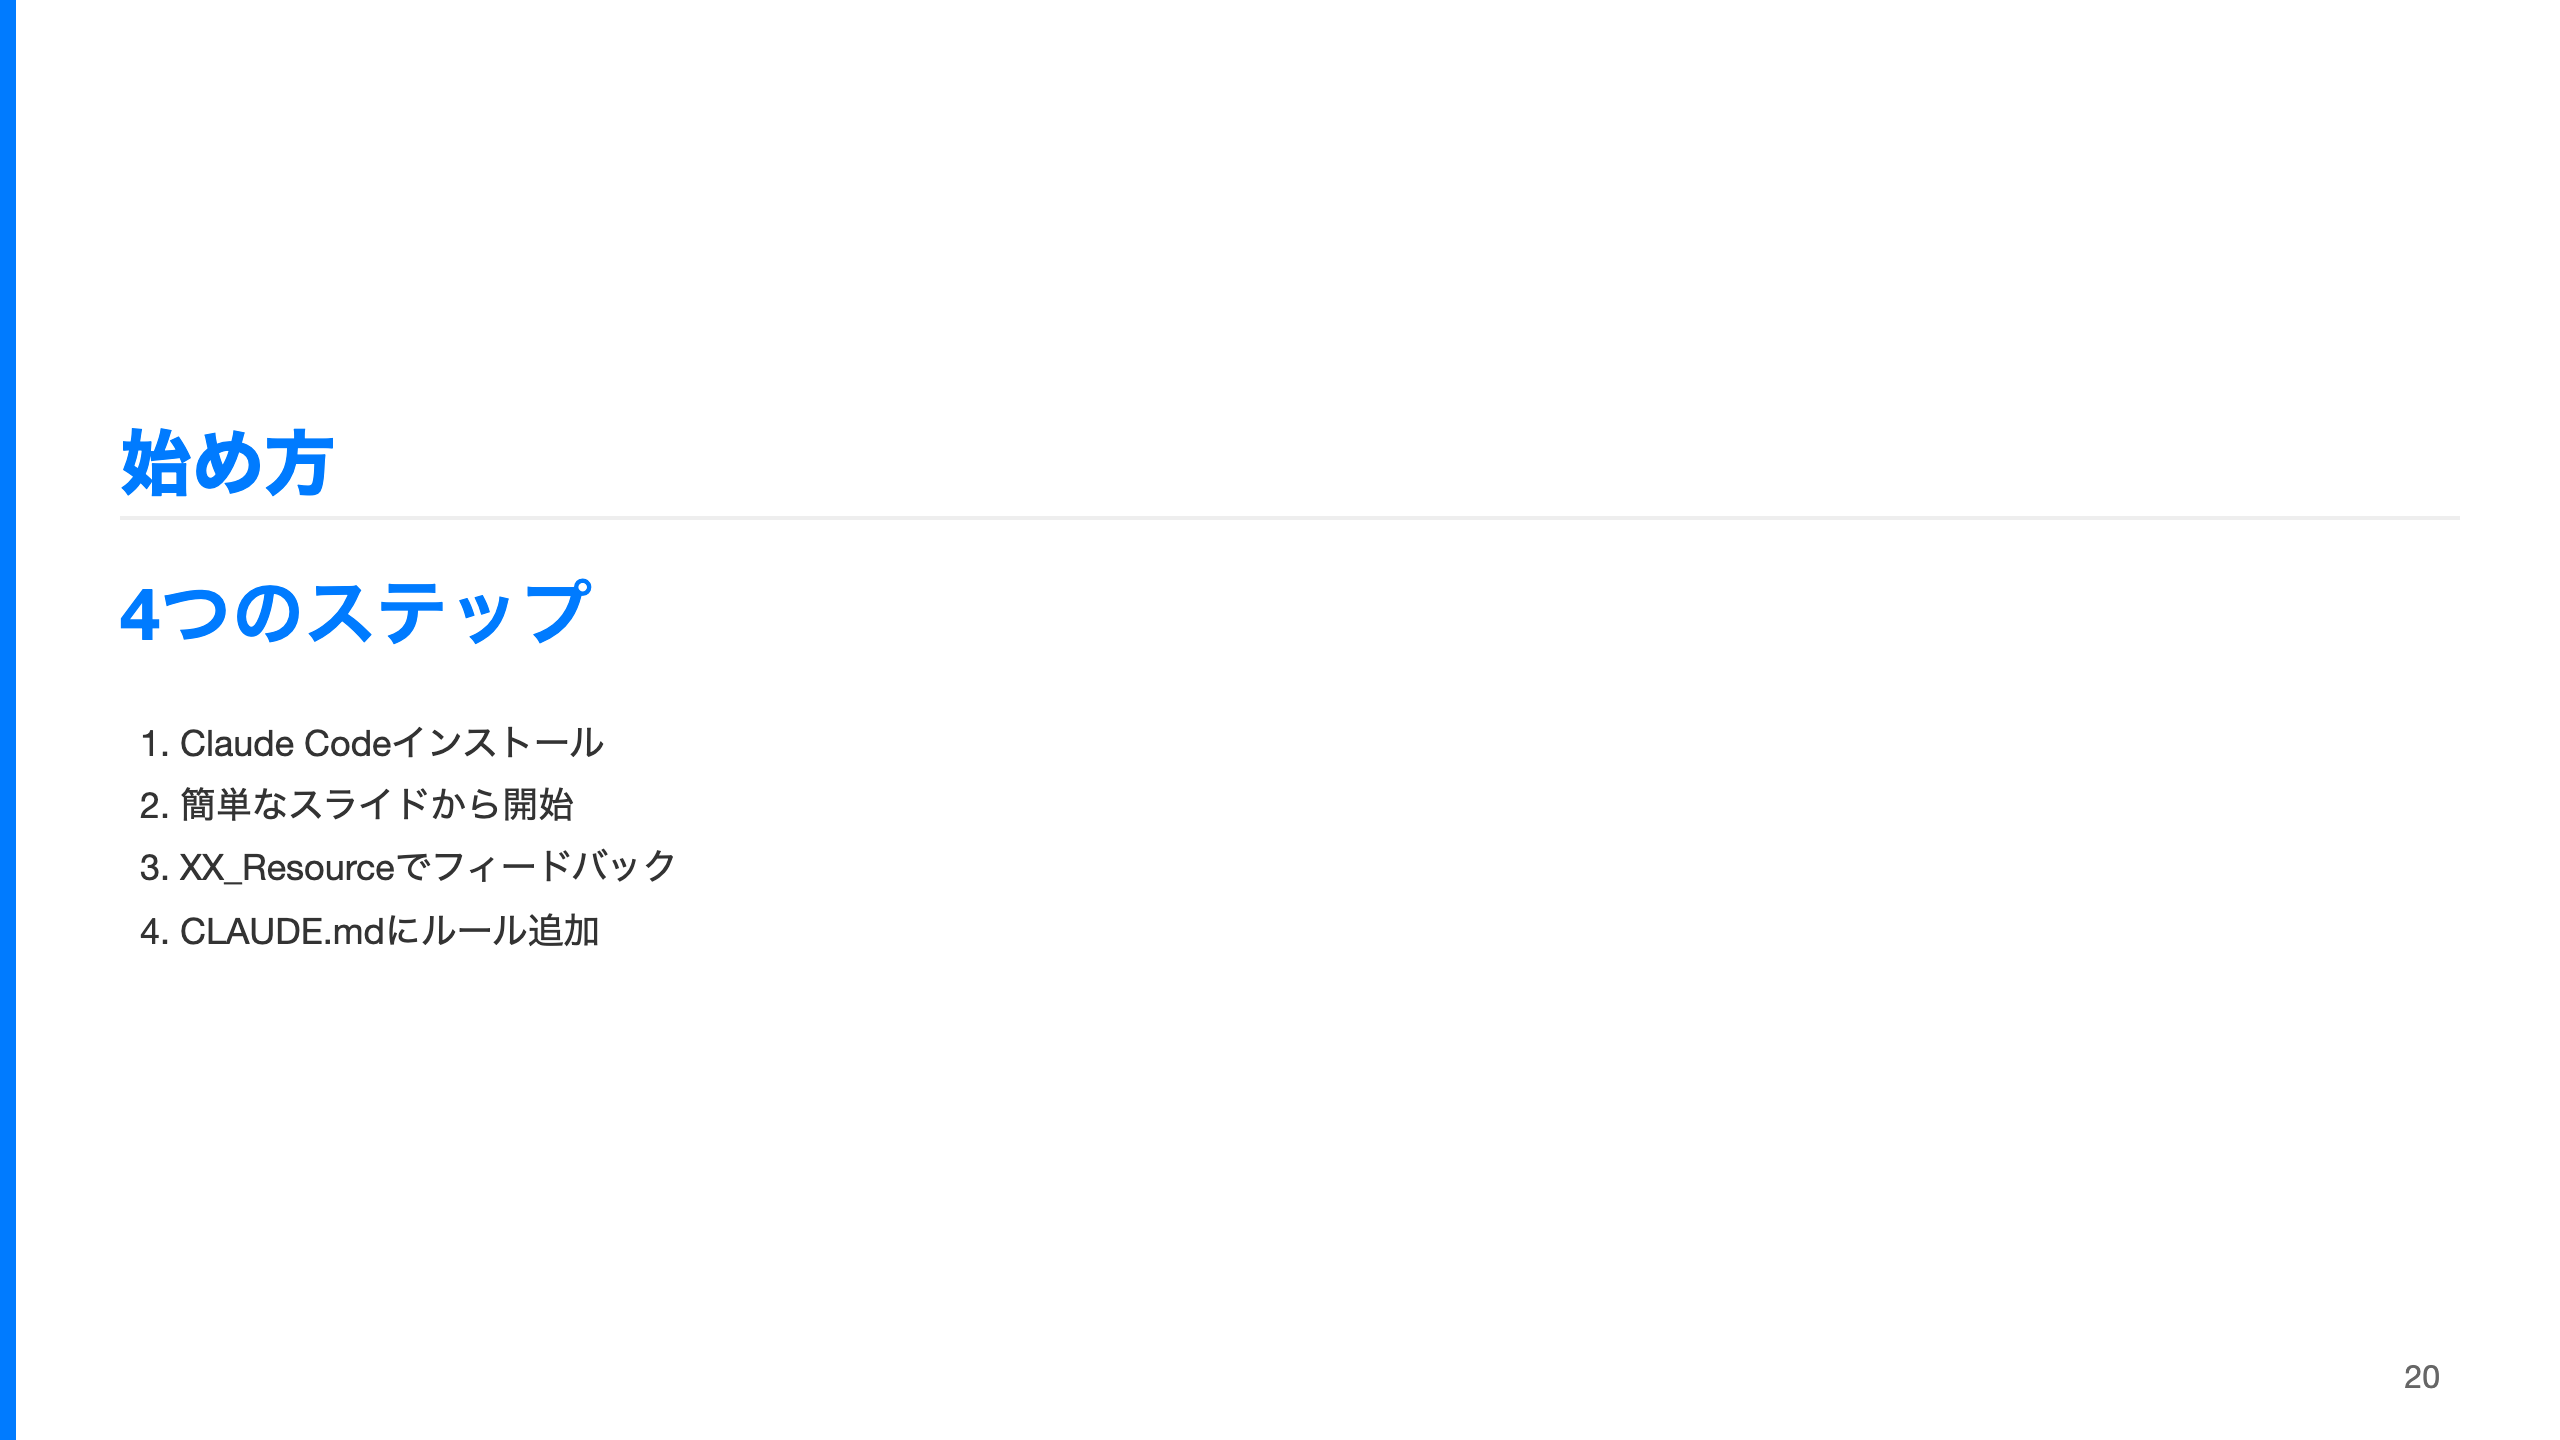 始め方
4つのステップ
1. Claude Codeインストール
2. 簡単なスライドから開始
3. XX_Resourceでフィードバック
4. CLAUDE.mdにルール追加
20